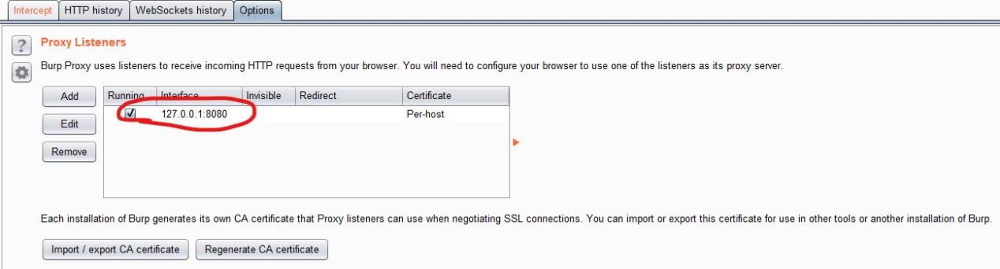 Intercept HTTP history WebSockets history Options
? Proxy Listeners
Burp Proxy uses listeners to receive incoming HTTP requests from your browser. You will need to configure your browser to use one of the listeners as its proxy server.
Add Running Interface Invisible Redirect Certificate
127.0.0.1:8080 Per-host
Edit
Remove
Each installation of Burp generates its own CA certificate that Proxy listeners can use when negotiating SSL connections. You can import or export this certificate for use in other tools or another installation of Burp.
Import / export CA certificate Regenerate CA certificate